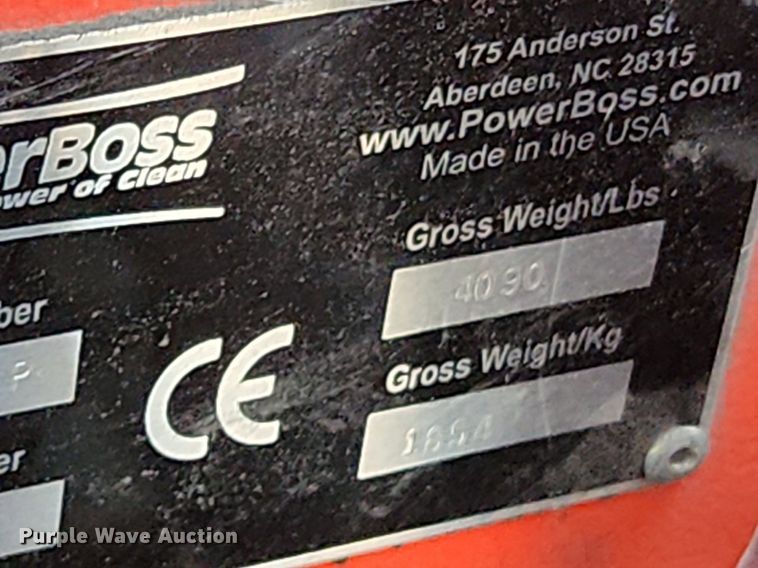 175 Anderson St.
Aberdeen, NC 28315
www.PowerBoss.com
Made in the USA
erBoss
ower of Clean
Gross Weight/Lbs
4090
ber
P
CE
Gross Weight/Kg
er
Purple Wave Auction